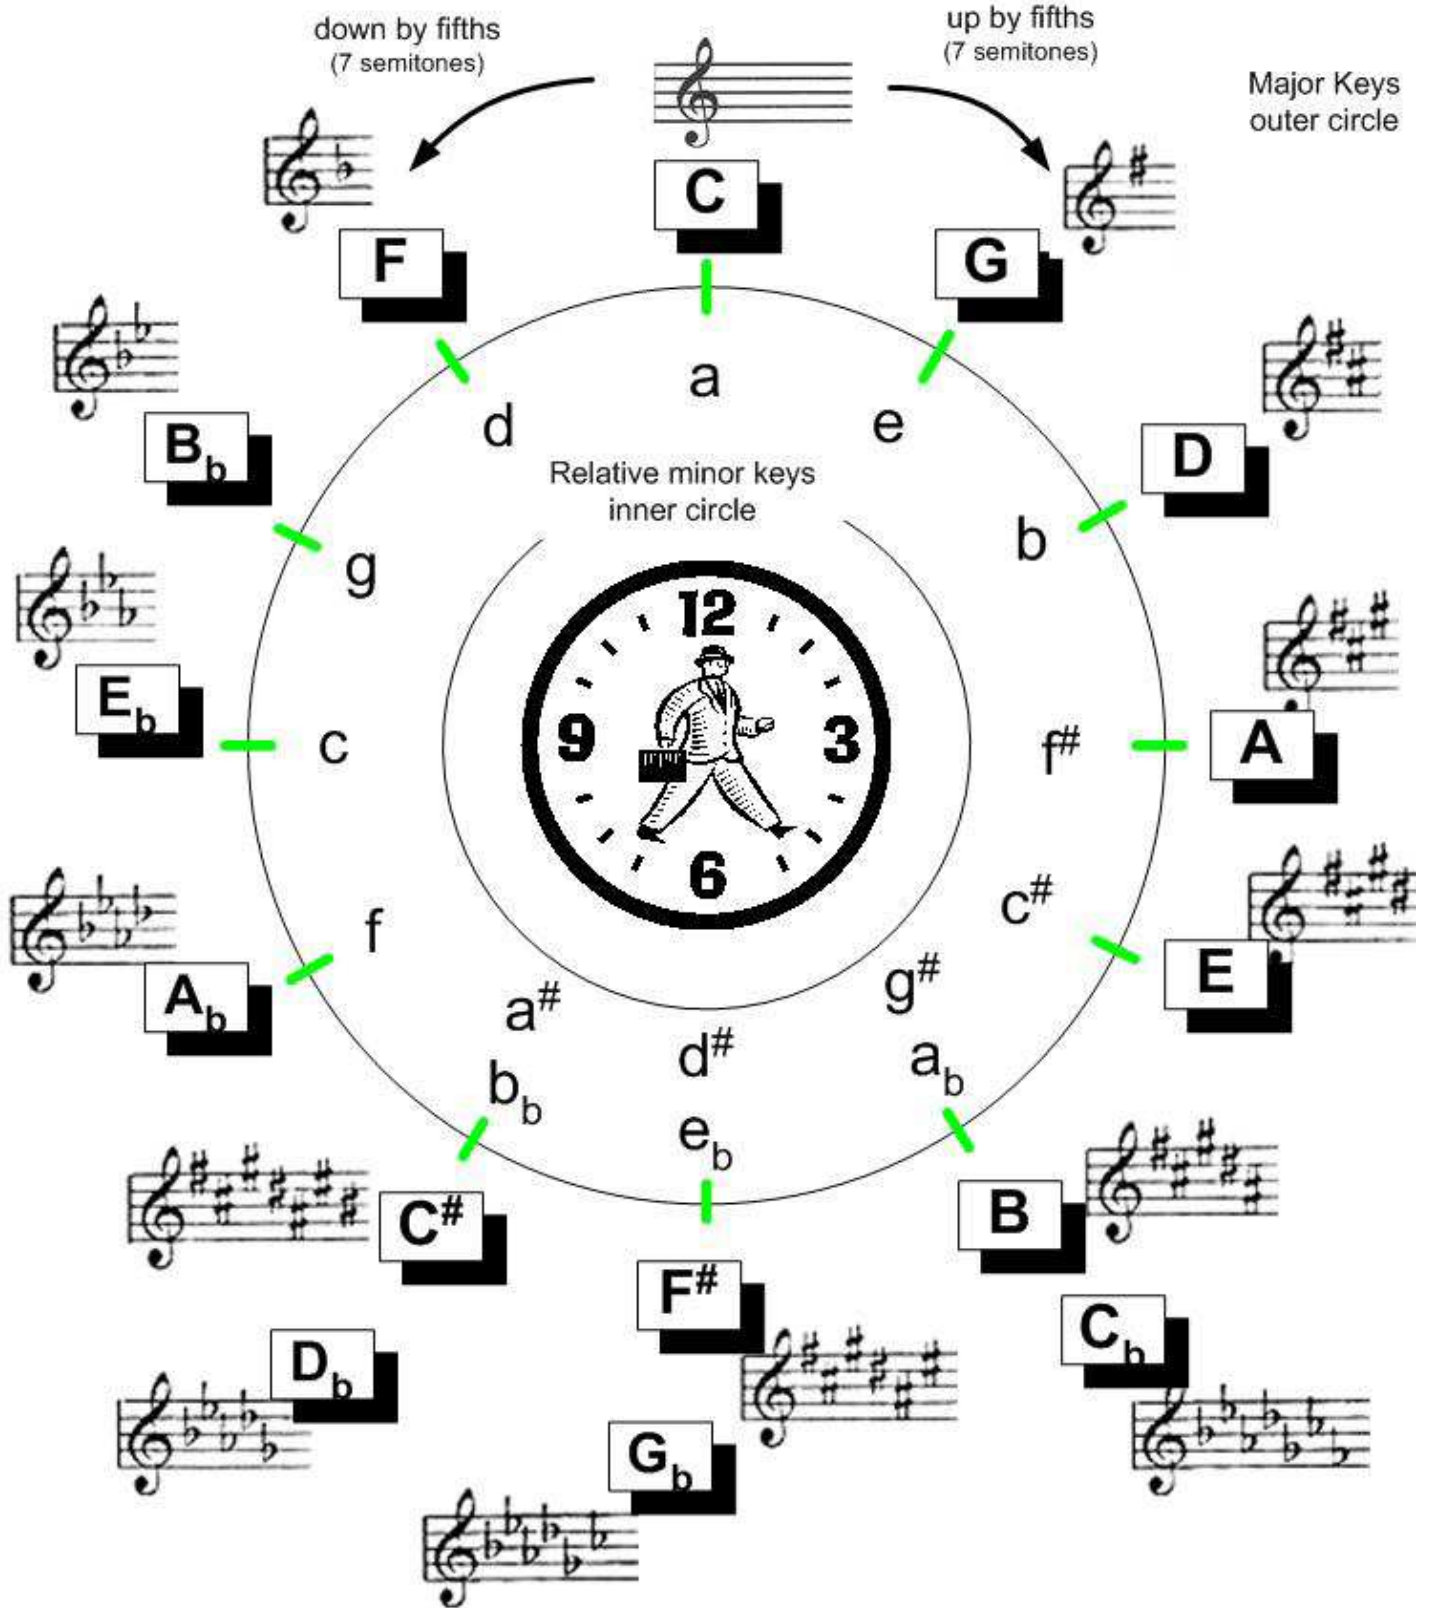 down by fifths
(7 semitones)
up by fifths
(7 semitones)
Major Keys
outer circle
C
F
G
a
d
e
Bb
D
Relative minor keys
inner circle
g
b
12
Eb
c
9
3
f#
A
6
c#
f
E
Ab
a#
g#
d#
bb
ab
eb
C#
B
F#
Cb
Db
Gb